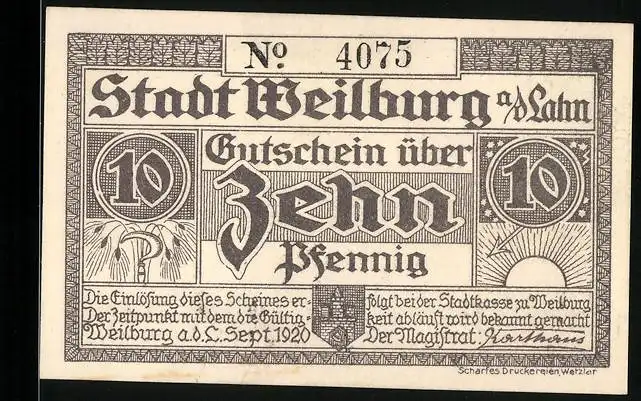 No 4075
Stadt Weilburg a/d Lahn
10 Gutschein über 10
Zehn
Pfennig
Die Einlösung dieses Scheines er- folgt bei der Stadtkasse zu Weilburg
Der Zeitpunkt mit dem die Gültig- keit abläuft wird bekannt gemacht
Weilburg a.d.L. Sept 1920 Der Magistrat: Karthaus
Scharfes Druckereien, Wetzlar